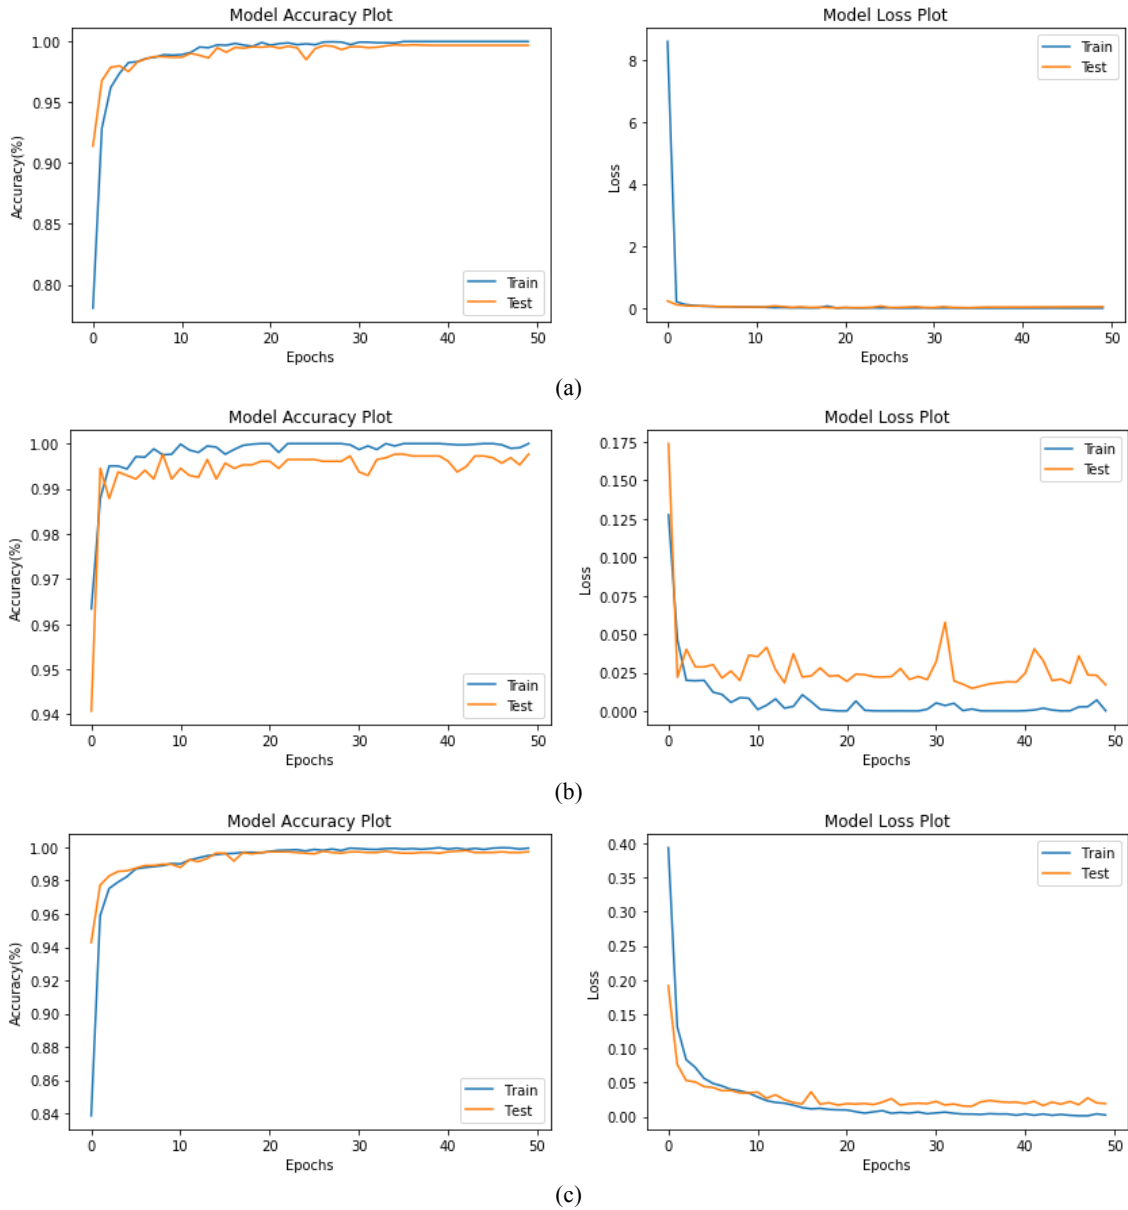 Model Accuracy Plot
1.00
0.95
0.90
0.85
0.80
Accuracy(%)
Train
Test
0 10 20 30 40 50
Epochs
Model Loss Plot
8
6
4
2
0
Loss
Train
Test
0 10 20 30 40 50
Epochs
(a)
Model Accuracy Plot
1.00
0.99
0.98
0.97
0.96
0.95
0.94
Accuracy(%)
Train
Test
0 10 20 30 40 50
Epochs
Model Loss Plot
0.175
0.150
0.125
0.100
0.075
0.050
0.025
0.000
Loss
Train
Test
0 10 20 30 40 50
Epochs
(b)
Model Accuracy Plot
1.00
0.98
0.96
0.94
0.92
0.90
0.88
0.86
0.84
Accuracy(%)
Train
Test
0 10 20 30 40 50
Epochs
Model Loss Plot
0.40
0.35
0.30
0.25
0.20
0.15
0.10
0.05
0.00
Loss
Train
Test
0 10 20 30 40 50
Epochs
(c)